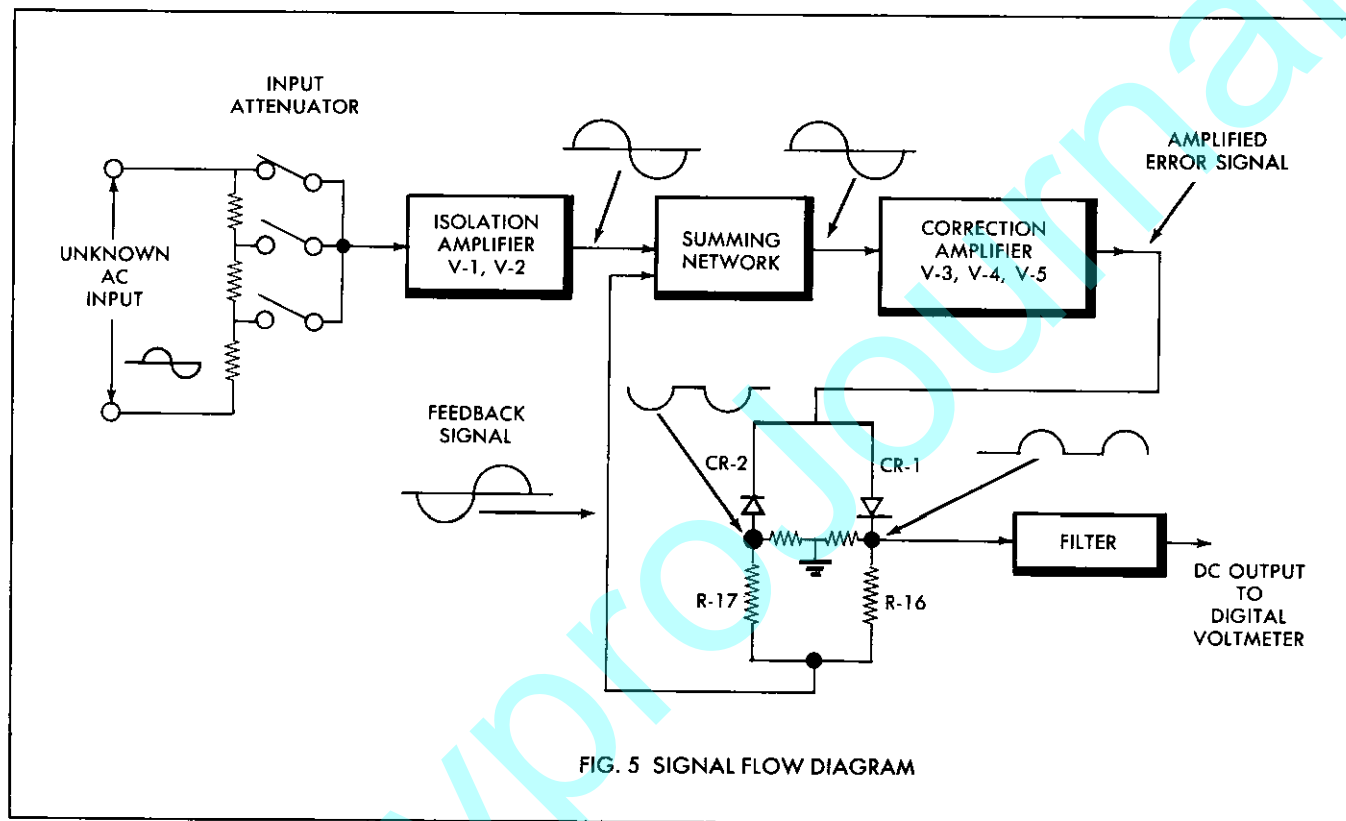 INPUT
ATTENUATOR
UNKNOWN
AC
INPUT
ISOLATION
AMPLIFIER
V-1, V-2
SUMMING
NETWORK
CORRECTION
AMPLIFIER
V-3, V-4, V-5
AMPLIFIED
ERROR SIGNAL
FEEDBACK
SIGNAL
CR-2
CR-1
R-17
R-16
FILTER
DC OUTPUT
TO
DIGITAL
VOLTMETER
FIG. 5 SIGNAL FLOW DIAGRAM